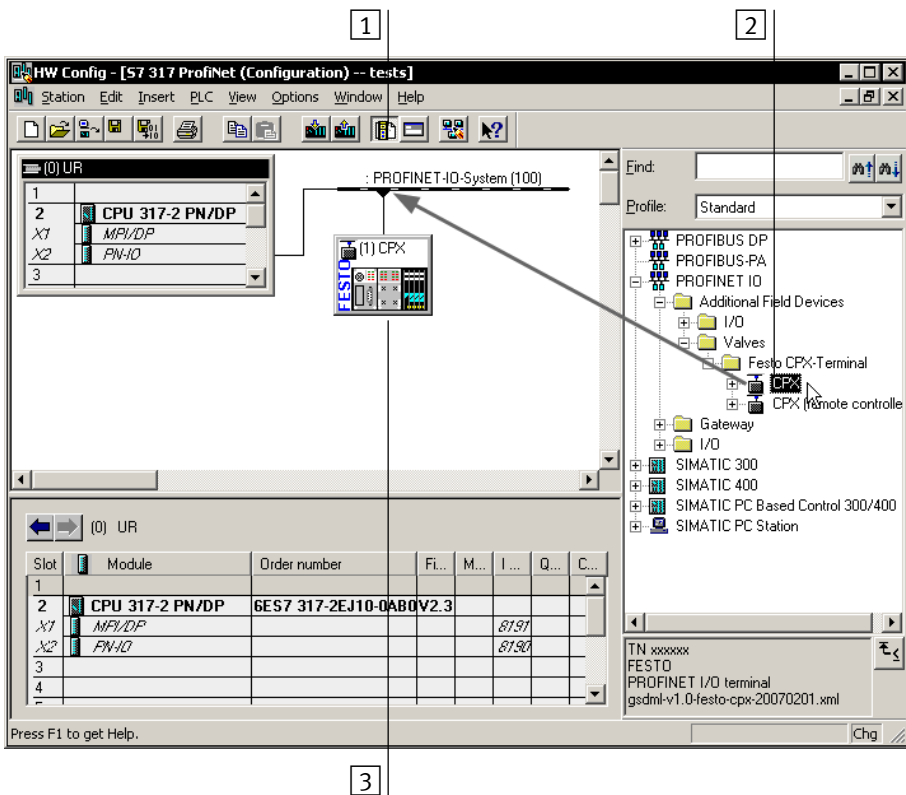 1
2
HW Config - [S7 317 ProfiNet (Configuration) -- tests]
Station Edit Insert PLC View Options Window Help
(0) UR
1
2 CPU 317-2 PN/DP
X1 MPI/DP
X2 PN-IO
3
: PROFINET-IO-System (100)
(1) CPX
FESTO
Find:
Profile: Standard
PROFIBUS DP
PROFIBUS-PA
PROFINET IO
Additional Field Devices
I/O
Valves
Festo CPX-Terminal
CPX
CPX (remote controlle
Gateway
I/O
SIMATIC 300
SIMATIC 400
SIMATIC PC Based Control 300/400
SIMATIC PC Station
(0) UR
Slot Module Order number Fi... M... I ... Q... C...
1
2 CPU 317-2 PN/DP 6ES7 317-2EJ10-0AB0 V2.3
X1 MPI/DP 8191
X2 PN-IO 8190
3
4
TN xxxxxx
FESTO
PROFINET I/O terminal
gsdml-v1.0-festo-cpx-20070201.xml
Press F1 to get Help.
Chg
3